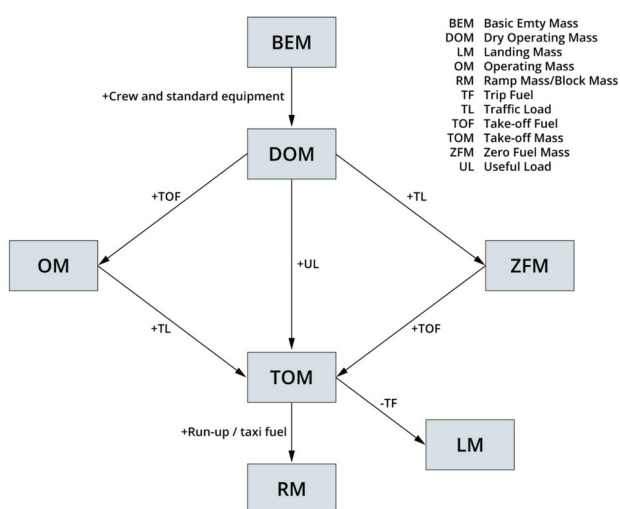 BEM
+Crew and standard equipment
DOM
+TOF
+TL
+UL
OM
ZFM
+TL
+TOF
TOM
-TF
+Run-up / taxi fuel
LM
RM
BEM Basic Emty Mass
DOM Dry Operating Mass
LM Landing Mass
OM Operating Mass
RM Ramp Mass/Block Mass
TF Trip Fuel
TL Traffic Load
TOF Take-off Fuel
TOM Take-off Mass
ZFM Zero Fuel Mass
UL Useful Load